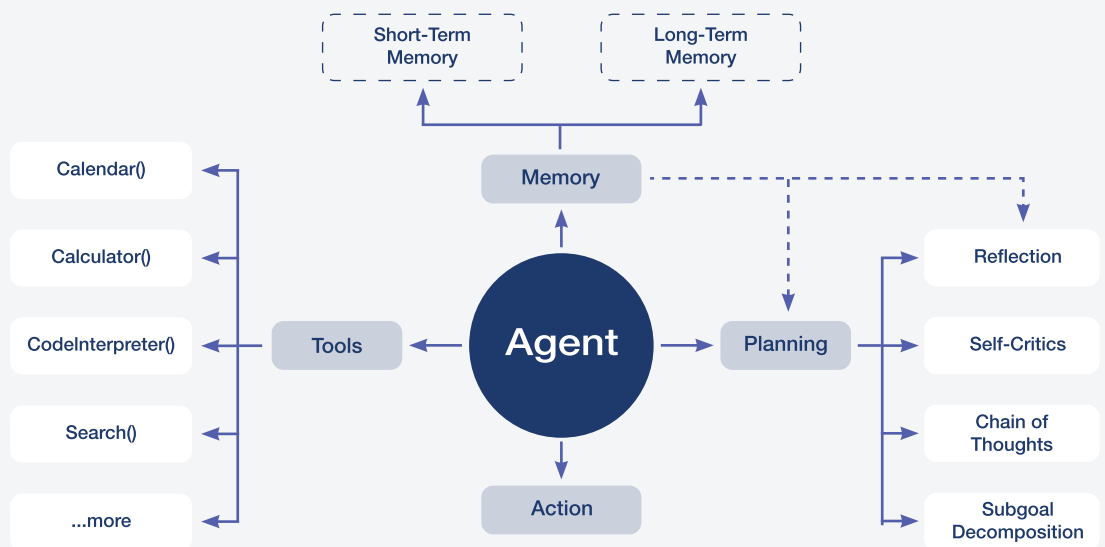 Short-Term
Memory
Long-Term
Memory
Memory
Calendar()
Calculator()
CodeInterpreter()
Search()
...more
Tools
Agent
Action
Planning
Reflection
Self-Critics
Chain of
Thoughts
Subgoal
Decomposition